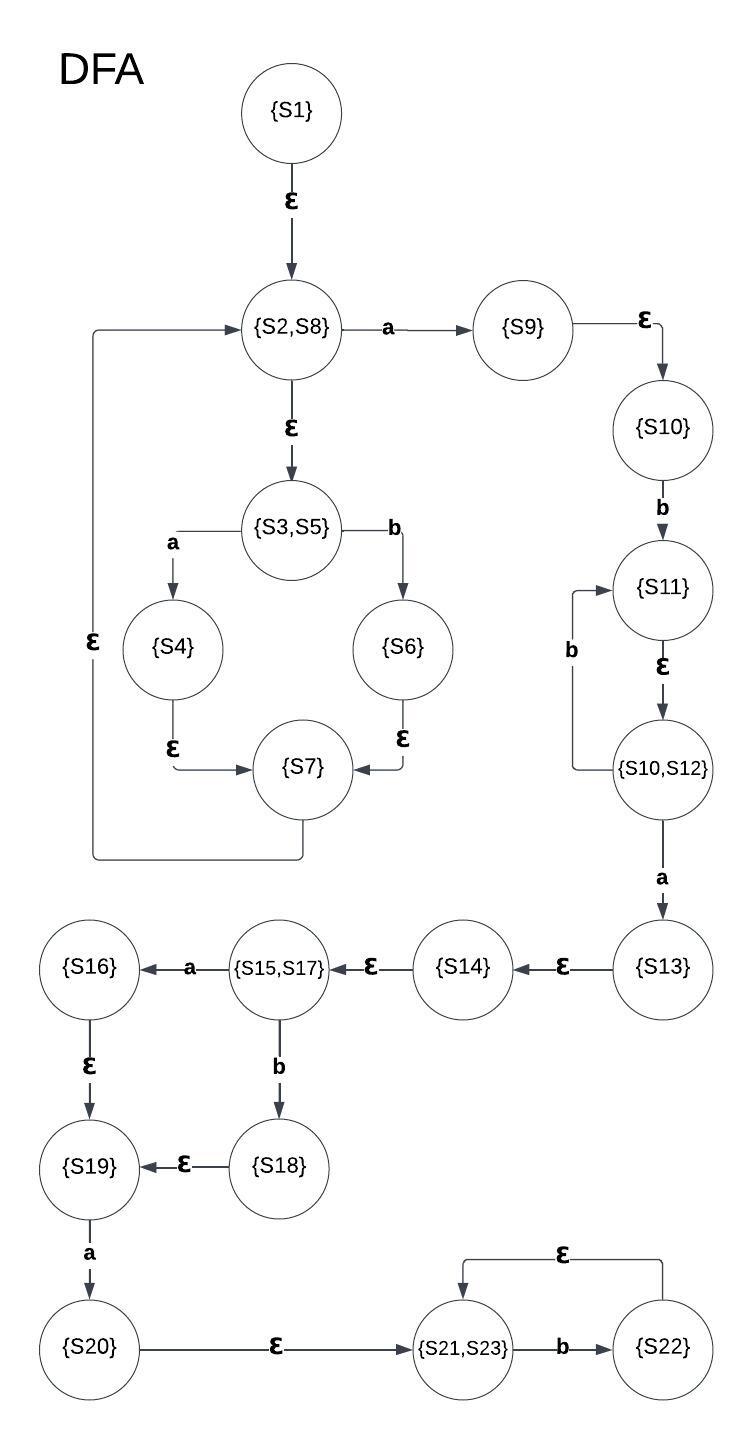 DFA
{S1}
ε
{S2,S8}
a
{S9}
ε
{S10}
ε
b
{S3,S5}
a
b
{S11}
{S4}
{S6}
ε
b
ε
ε
ε
{S7}
{S10,S12}
a
{S16}
a
{S15,S17}
ε
{S14}
ε
{S13}
ε
b
{S19}
ε
{S18}
a
ε
{S20}
ε
{S21,S23}
b
{S22}